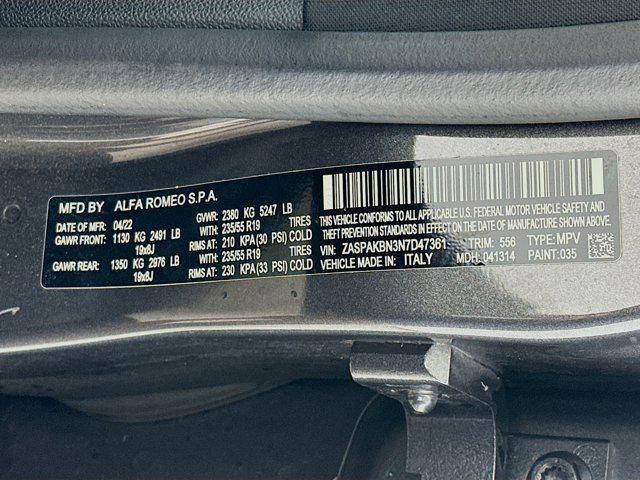 MFD BY ALFA ROMEO S.P.A.
DATE OF MFR: 04/22 GVWR: 2380 KG 5247 LB
GAWR FRONT: 1130 KG 2491 LB WITH: 235/55 R19 TIRES
19x8J RIMS AT: 210 KPA (30 PSI) COLD
GAWR REAR: 1350 KG 2976 LB WITH: 235/55 R19 TIRES
19x8J RIMS AT: 230 KPA (33 PSI) COLD
THIS VEHICLE CONFORMS TO ALL APPLICABLE U.S. FEDERAL MOTOR VEHICLE SAFETY AND
THEFT PREVENTION STANDARDS IN EFFECT ON THE DATE OF MANUFACTURE SHOWN ABOVE.
VIN: ZASPAKBN3N7D47361 TRIM: 556 TYPE: MPV
VEHICLE MADE IN: ITALY MDH: 041314 PAINT: 035